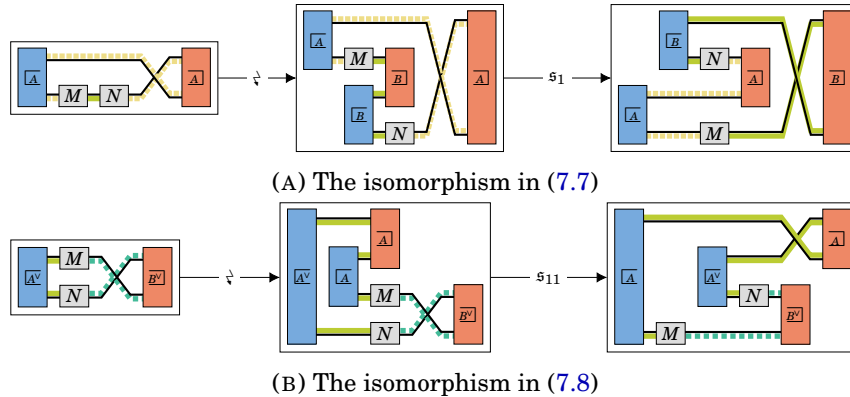 A M N A
↯
A M B A
B N
𝔰₁
B N A B
A M
(A) The isomorphism in (7.7)
A^∨ M B^∨
N
↯
A^∨ A
A M B^∨
N
𝔰₁₁
A A
A^∨ N B^∨
M
(B) The isomorphism in (7.8)